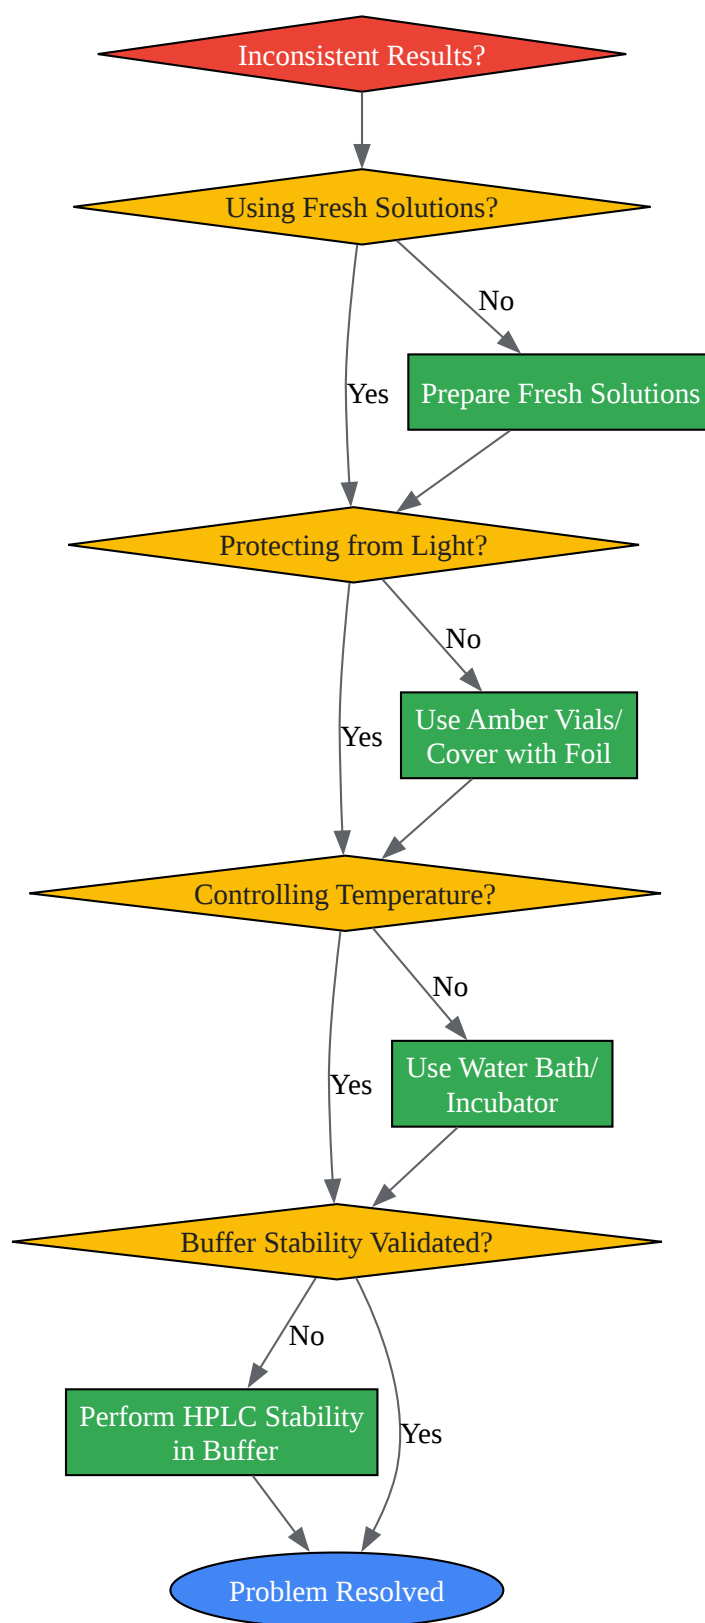 Inconsistent Results?
Using Fresh Solutions?
No
Yes
Prepare Fresh Solutions
Protecting from Light?
No
Yes
Use Amber Vials/
Cover with Foil
Controlling Temperature?
No
Yes
Use Water Bath/
Incubator
Buffer Stability Validated?
No
Perform HPLC Stability
in Buffer
Yes
Problem Resolved